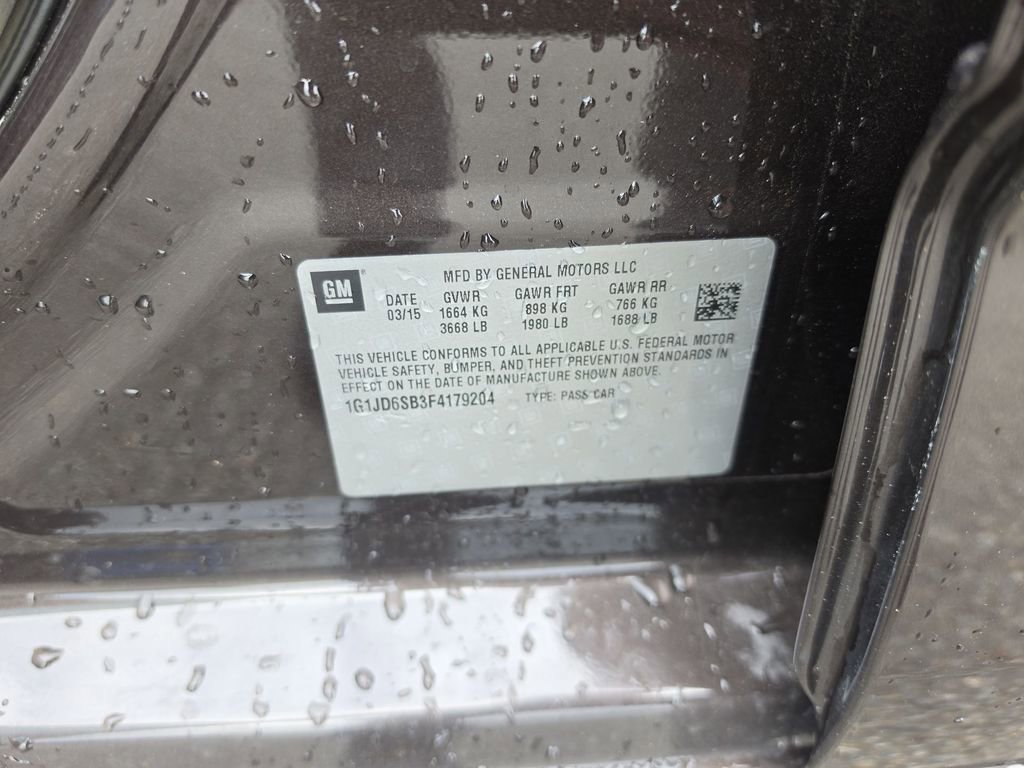 GM
MFD BY GENERAL MOTORS LLC
DATE GVWR GAWR FRT GAWR RR
03/15 1664 KG 898 KG 766 KG
3668 LB 1980 LB 1688 LB
THIS VEHICLE CONFORMS TO ALL APPLICABLE U.S. FEDERAL MOTOR
VEHICLE SAFETY, BUMPER, AND THEFT PREVENTION STANDARDS IN
EFFECT ON THE DATE OF MANUFACTURE SHOWN ABOVE.
1G1JD6SB3F4179204 TYPE: PASS CAR